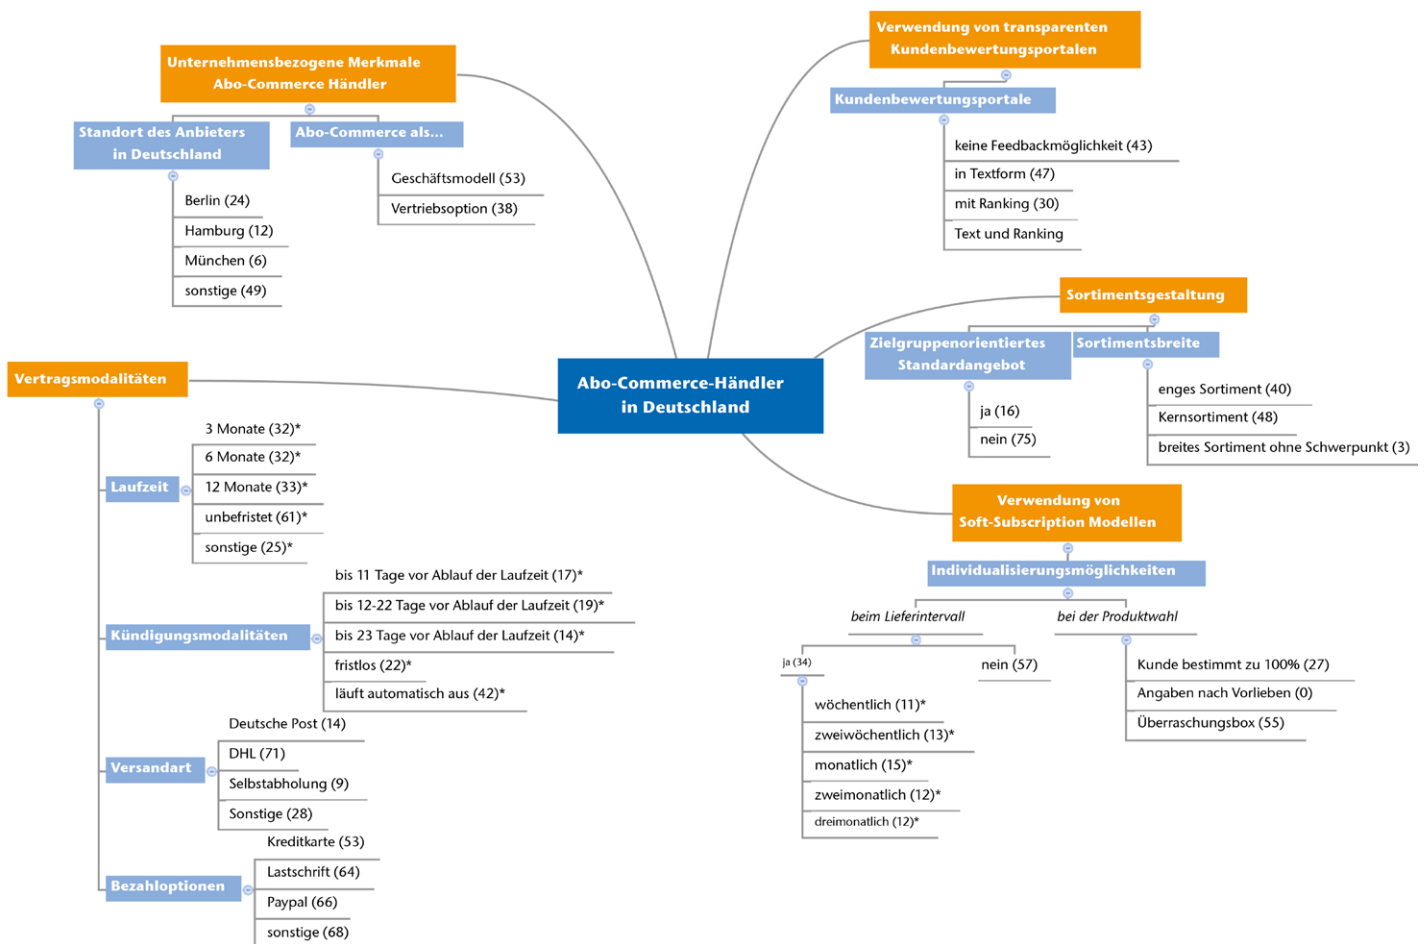 Unternehmensbezogene Merkmale
Abo-Commerce Händler
Standort des Anbieters
in Deutschland
Berlin (24)
Hamburg (12)
München (6)
sonstige (49)
Abo-Commerce als...
Geschäftsmodell (53)
Vertriebsoption (38)
Verwendung von transparenten
Kundenbewertungsportalen
Kundenbewertungsportale
keine Feedbackmöglichkeit (43)
in Textform (47)
mit Ranking (30)
Text und Ranking
Sortimentsgestaltung
Zielgruppenorientiertes
Standardangebot
ja (16)
nein (75)
Sortimentsbreite
enges Sortiment (40)
Kernsortiment (48)
breites Sortiment ohne Schwerpunkt (3)
Abo-Commerce-Händler
in Deutschland
Vertragsmodalitäten
Laufzeit
3 Monate (32)*
6 Monate (32)*
12 Monate (33)*
unbefristet (61)*
sonstige (25)*
Kündigungsmodalitäten
bis 11 Tage vor Ablauf der Laufzeit (17)*
bis 12-22 Tage vor Ablauf der Laufzeit (19)*
bis 23 Tage vor Ablauf der Laufzeit (14)*
fristlos (22)*
läuft automatisch aus (42)*
Versandart
Deutsche Post (14)
DHL (71)
Selbstabholung (9)
Sonstige (28)
Bezahloptionen
Kreditkarte (53)
Lastschrift (64)
Paypal (66)
sonstige (68)
Verwendung von
Soft-Subscription Modellen
Individualisierungsmöglichkeiten
beim Lieferintervall
ja (34)
wöchentlich (11)*
zweiwöchentlich (13)*
monatlich (15)*
zweimonatlich (12)*
dreimonatlich (12)*
nein (57)
bei der Produktwahl
Kunde bestimmt zu 100% (27)
Angaben nach Vorlieben (0)
Überraschungsbox (55)